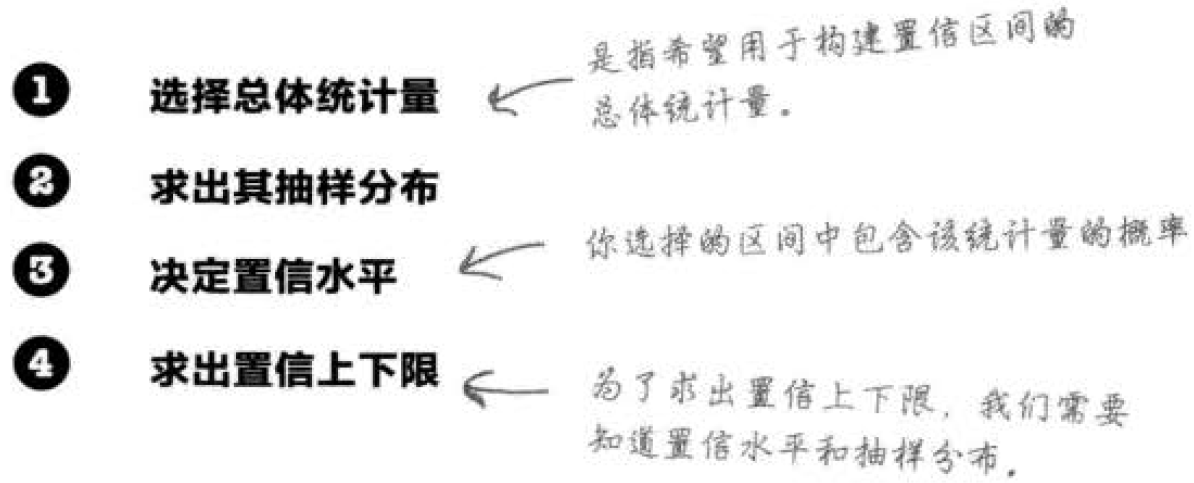 1 选择总体统计量
是指希望用于构建置信区间的
总体统计量。
2 求出其抽样分布
3 决定置信水平
你选择的区间中包含该统计量的概率
4 求出置信上下限
为了求出置信上下限，我们需要
知道置信水平和抽样分布。